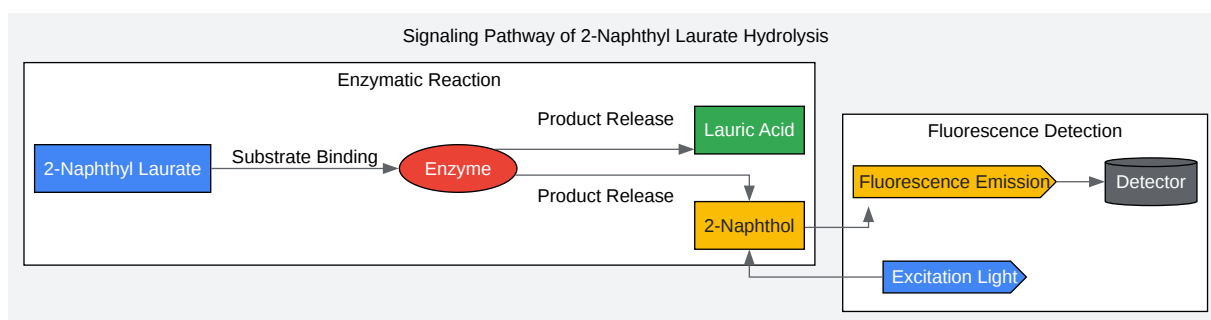 Signaling Pathway of 2-Naphthyl Laurate Hydrolysis
Enzymatic Reaction
2-Naphthyl Laurate
Substrate Binding
Enzyme
Product Release
Lauric Acid
Product Release
2-Naphthol
Fluorescence Detection
Fluorescence Emission
Detector
Excitation Light